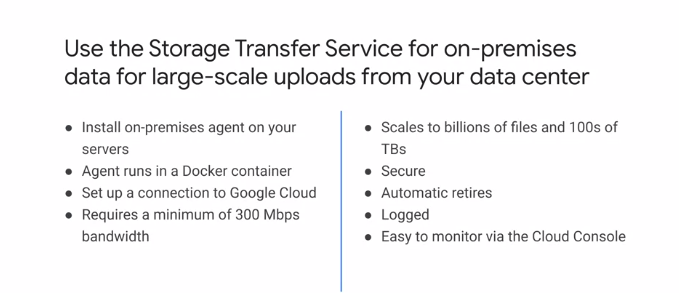 Use the Storage Transfer Service for on-premises
data for large-scale uploads from your data center
● Install on-premises agent on your
servers
● Agent runs in a Docker container
● Set up a connection to Google Cloud
● Requires a minimum of 300 Mbps
bandwidth
● Scales to billions of files and 100s of
TBs
● Secure
● Automatic retires
● Logged
● Easy to monitor via the Cloud Console